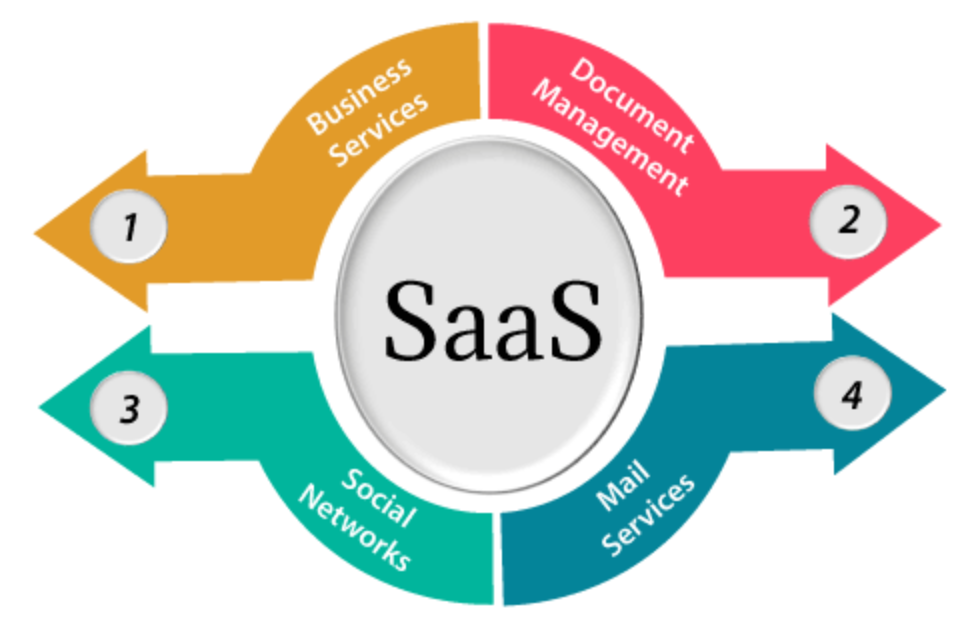 Business
Services
1
Document
Management
2
SaaS
3
Social
Networks
4
Mail
Services